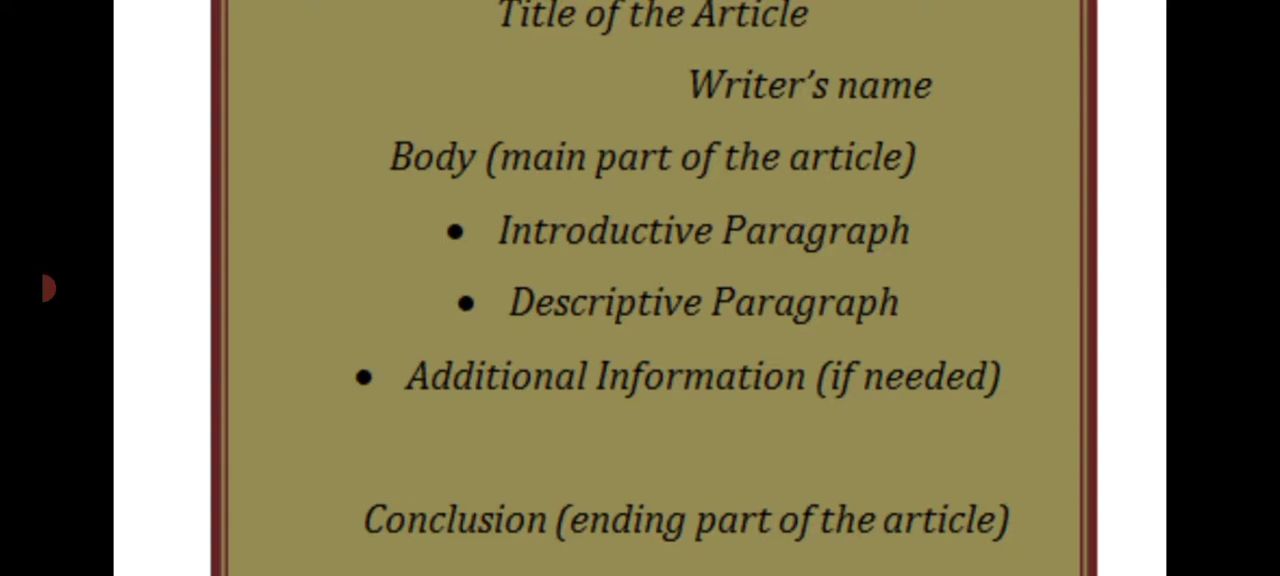 Title of the Article
Writer's name
Body (main part of the article)
• Introductive Paragraph
• Descriptive Paragraph
• Additional Information (if needed)
Conclusion (ending part of the article)